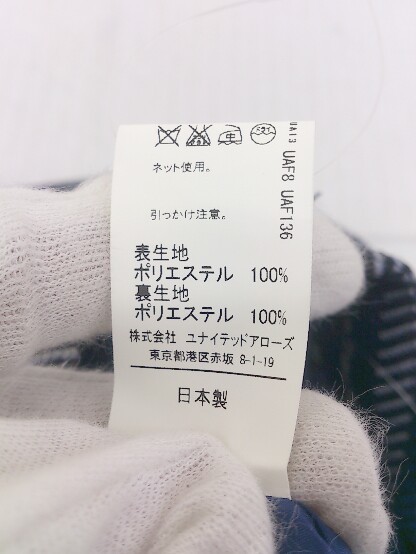 ネット使用。
引っかけ注意。
表生地
ポリエステル 100%
裏生地
ポリエステル 100%
株式会社 ユナイテッドアローズ
東京都港区赤坂 8-1-19
日本製
UA13 UAF8 UAF136